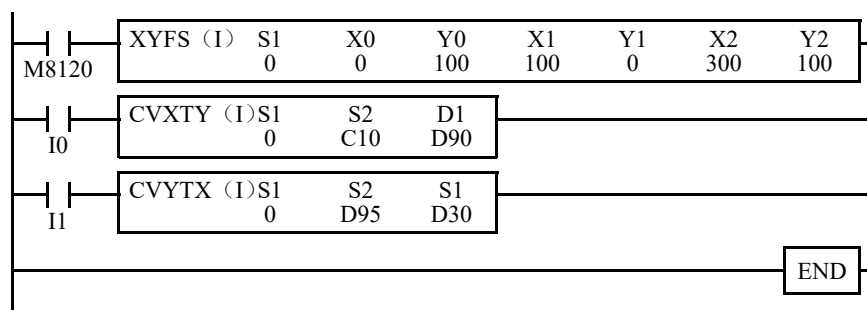 XYFS（I） S1 X0 Y0 X1 Y1 X2 Y2
M8120 0 0 100 100 0 300 100
CVXTY（I）S1 S2 D1
I0 0 C10 D90
CVYTX（I）S1 S2 S1
I1 0 D95 D30
END